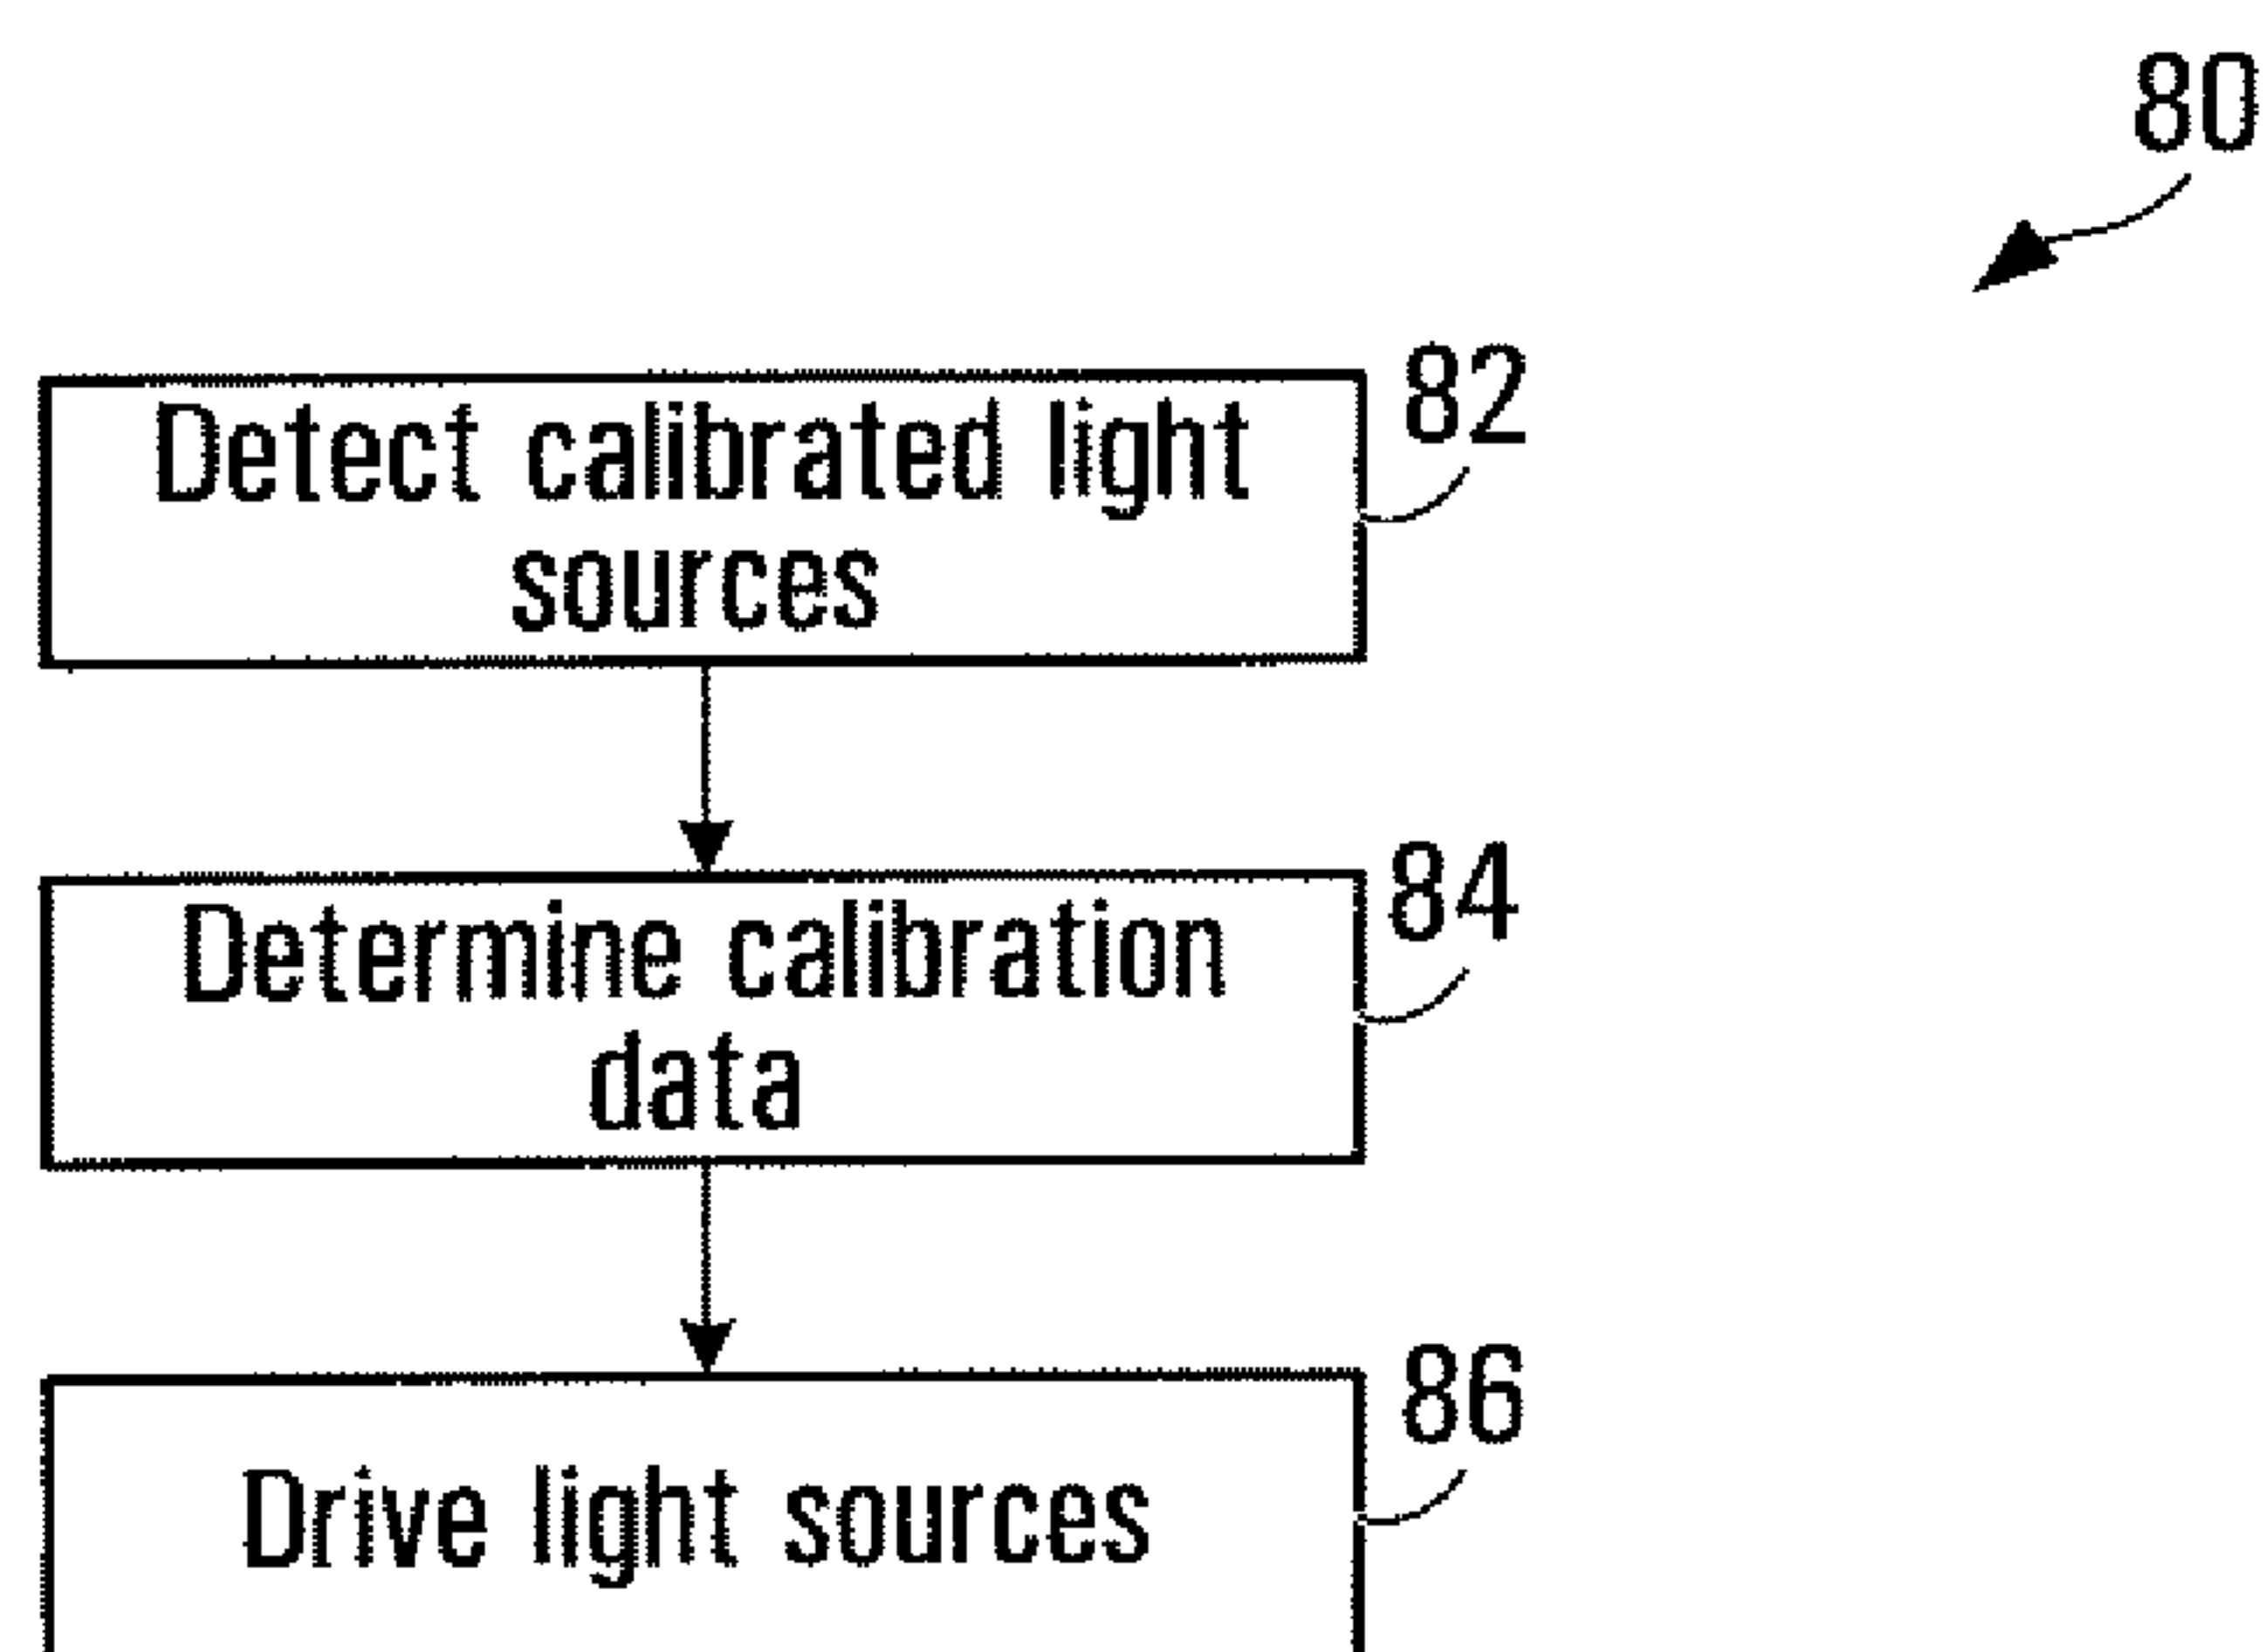 80
82
Detect calibrated light
sources
84
Determine calibration
data
86
Drive light sources